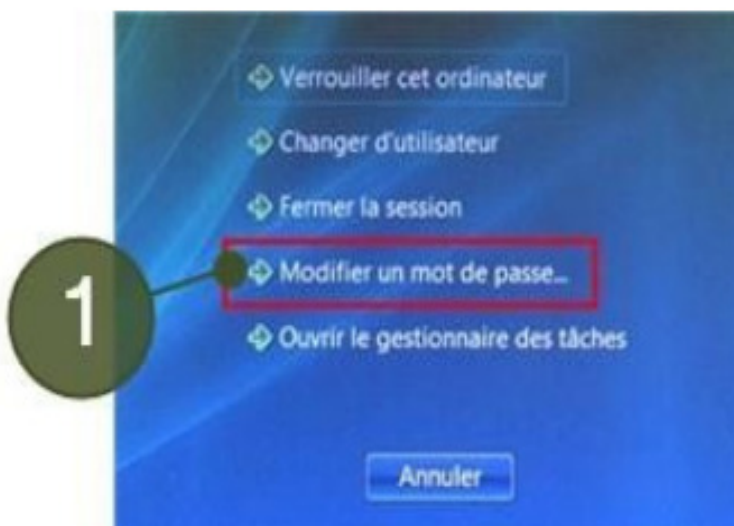 Verrouiller cet ordinateur
Changer d'utilisateur
Fermer la session
1
Modifier un mot de passe...
Ouvrir le gestionnaire des tâches
Annuler